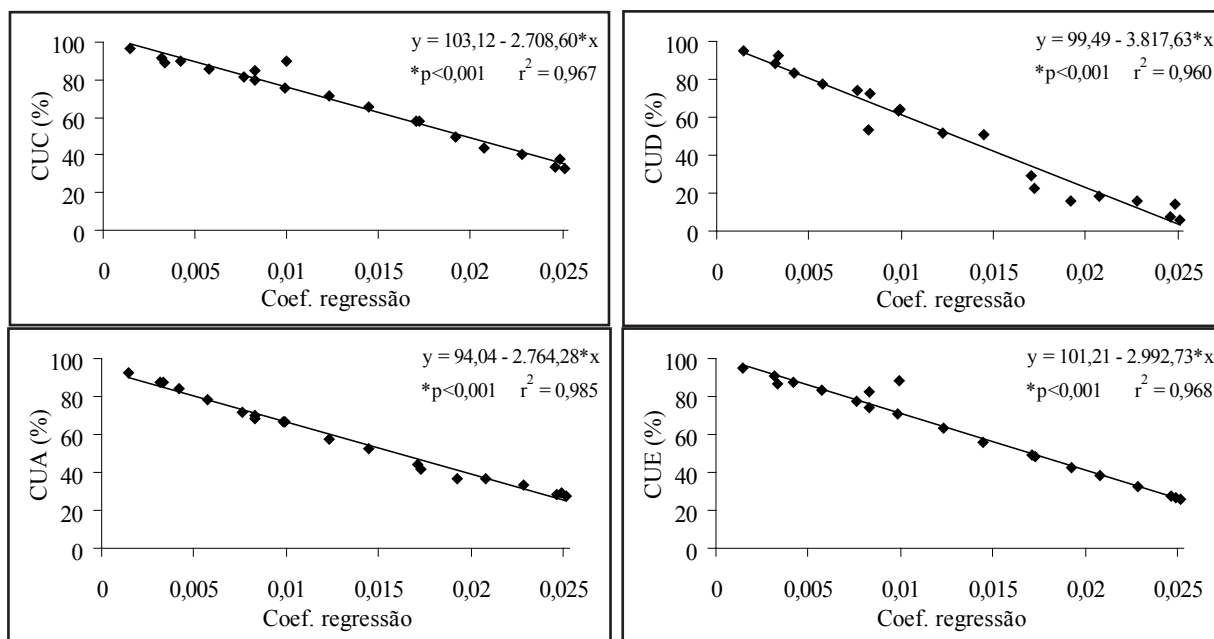 y = 103,12 - 2.708,60*x
*p<0,001 r² = 0,967
CUC (%)
100
80
60
40
20
0
0 0,005 0,01 0,015 0,02 0,025
Coef. regressão
y = 99,49 - 3.817,63*x
*p<0,001 r² = 0,960
CUD (%)
100
80
60
40
20
0
0 0,005 0,01 0,015 0,02 0,025
Coef. regressão
y = 94,04 - 2.764,28*x
*p<0,001 r² = 0,985
CUA (%)
100
80
60
40
20
0
0 0,005 0,01 0,015 0,02 0,025
Coef. regressão
y = 101,21 - 2.992,73*x
*p<0,001 r² = 0,968
CUE (%)
100
80
60
40
20
0
0 0,005 0,01 0,015 0,02 0,025
Coef. regressão